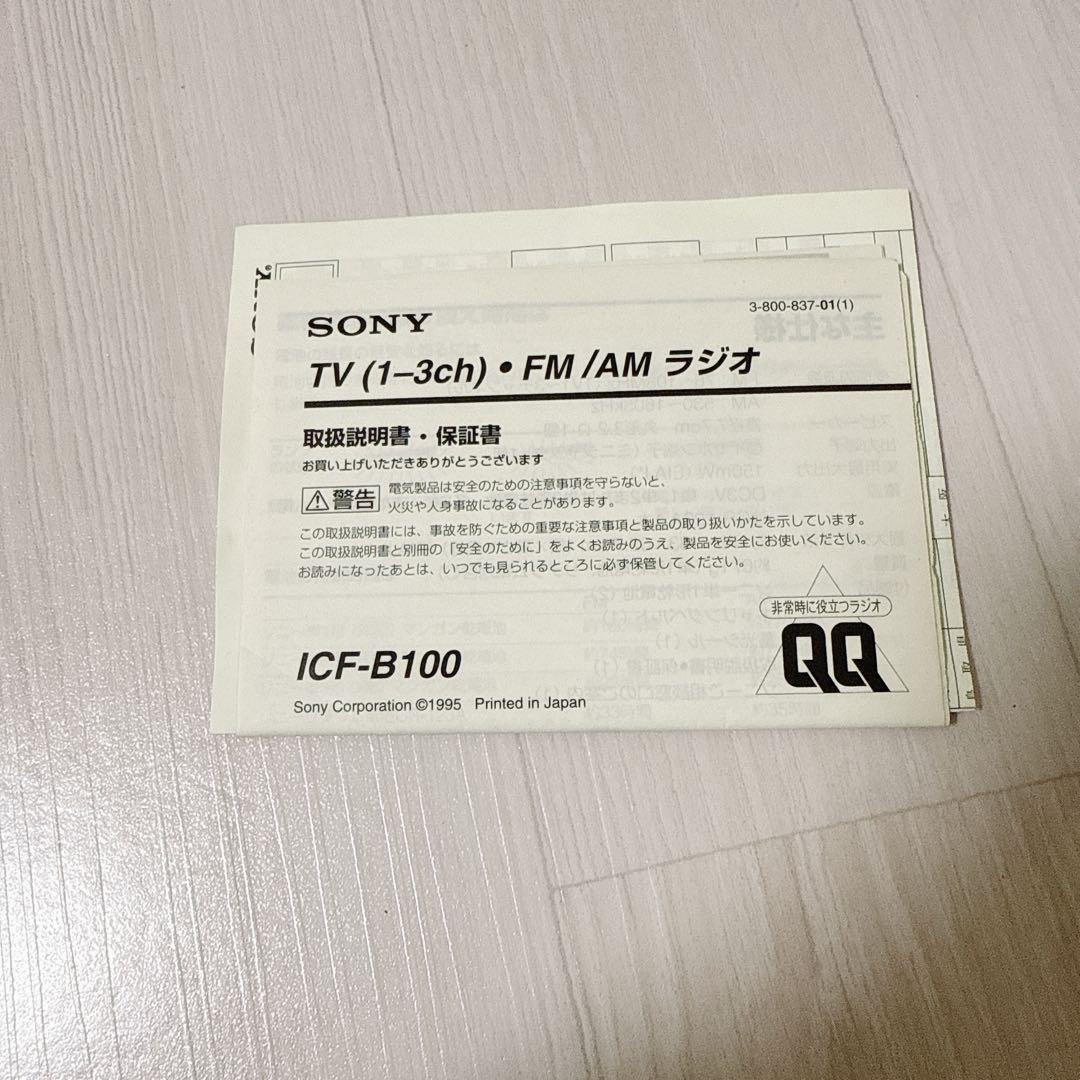 3-800-837-01(1)
SONY
TV (1–3ch) • FM /AM ラジオ
取扱説明書・保証書
お買い上げいただきありがとうございます
警告
電気製品は安全のための注意事項を守らないと、
火災や人身事故になることがあります。
この取扱説明書には、事故を防ぐための重要な注意事項と製品の取り扱いかたを示しています。
この取扱説明書と別冊の「安全のために」をよくお読みのうえ、製品を安全にお使いください。
お読みになったあとは、いつでも見られるところに必ず保管してください。
非常時に役立つラジオ
QQ
ICF-B100
Sony Corporation ©1995 Printed in Japan